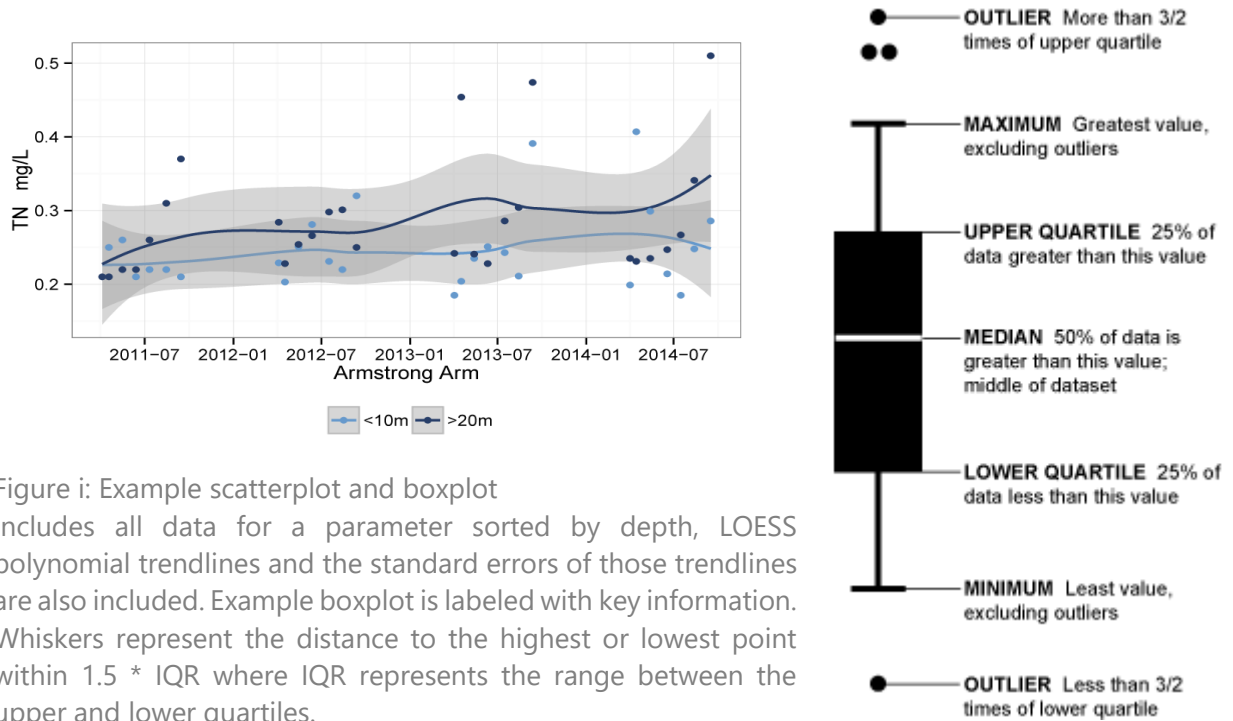 0.5
0.4
0.3
0.2
TN mg/L
2011−07 2012−01 2012−07 2013−01 2013−07 2014−01 2014−07
Armstrong Arm
<10m >20m
Figure i: Example scatterplot and boxplot
includes all data for a parameter sorted by depth, LOESS
polynomial trendlines and the standard errors of those trendlines
are also included. Example boxplot is labeled with key information.
Whiskers represent the distance to the highest or lowest point
within 1.5 * IQR where IQR represents the range between the
upper and lower quartiles.
OUTLIER More than 3/2
times of upper quartile
MAXIMUM Greatest value,
excluding outliers
UPPER QUARTILE 25% of
data greater than this value
MEDIAN 50% of data is
greater than this value;
middle of dataset
LOWER QUARTILE 25% of
data less than this value
MINIMUM Least value,
excluding outliers
OUTLIER Less than 3/2
times of lower quartile